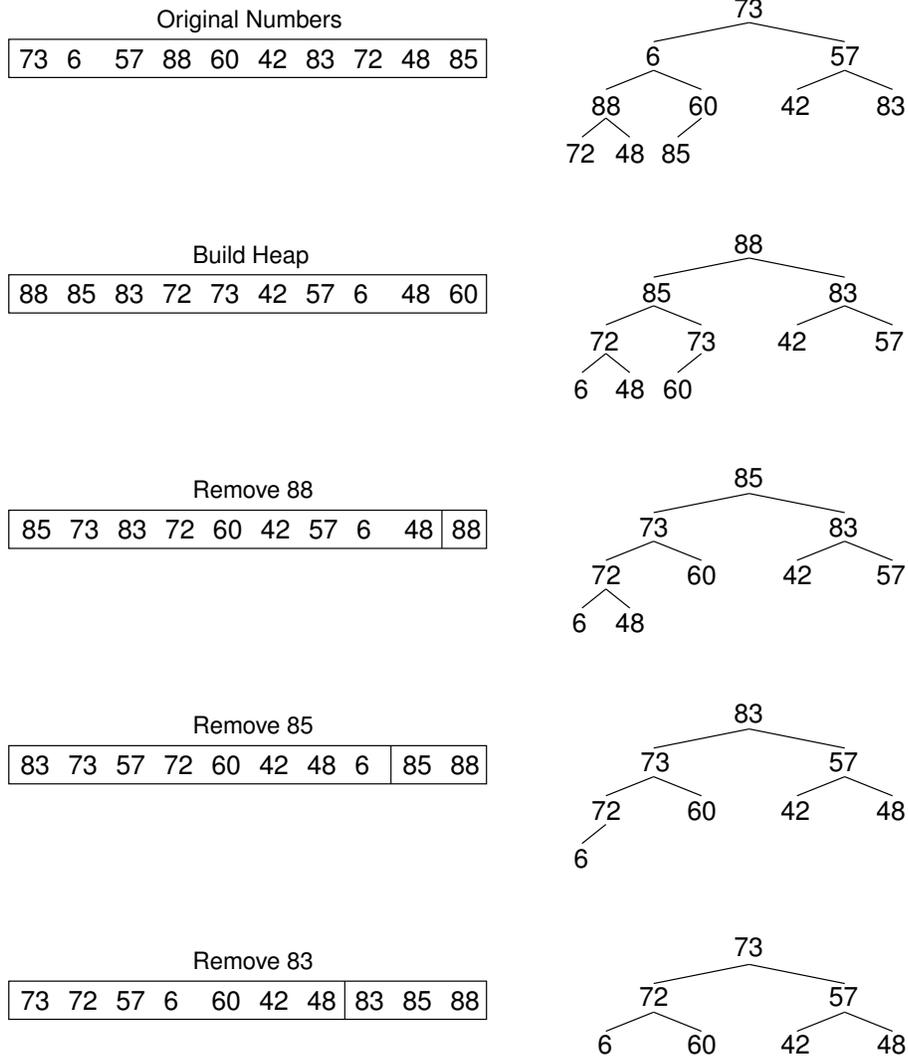 Original Numbers
73 6 57 88 60 42 83 72 48 85
73
6 57
88 60 42 83
72 48 85
Build Heap
88 85 83 72 73 42 57 6 48 60
88
85 83
72 73 42 57
6 48 60
Remove 88
85 73 83 72 60 42 57 6 48 88
85
73 83
72 60 42 57
6 48
Remove 85
83 73 57 72 60 42 48 6 85 88
83
73 57
72 60 42 48
6
Remove 83
73 72 57 6 60 42 48 83 85 88
73
72 57
6 60 42 48